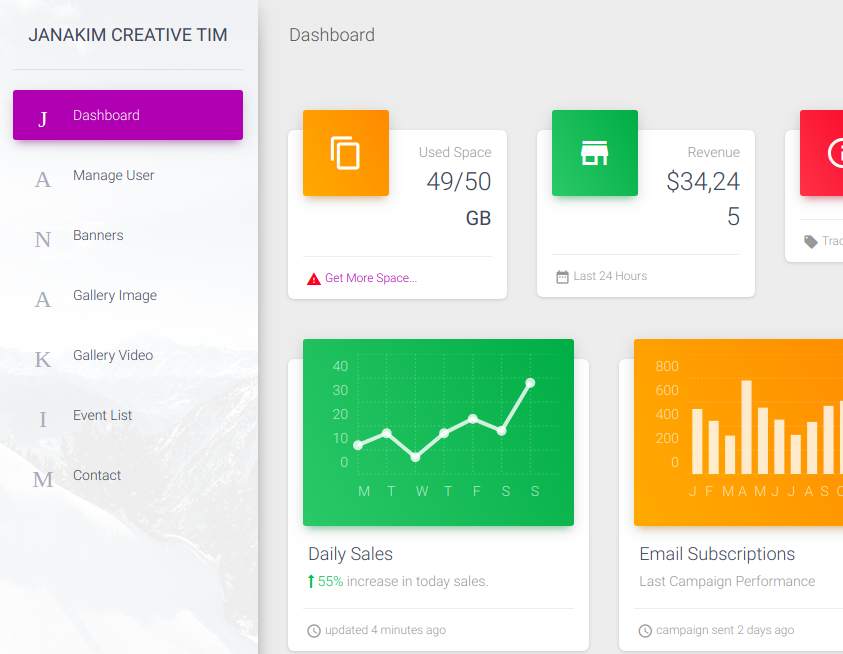 JANAKIM CREATIVE TIM
Dashboard
J Dashboard
A Manage User
N Banners
A Gallery Image
K Gallery Video
I Event List
M Contact
Used Space
49/50
GB
Get More Space...
Revenue
$34,24
5
Last 24 Hours
40
30
20
10
0
M T W T F S S
Daily Sales
55% increase in today sales.
updated 4 minutes ago
800
600
400
200
0
J F M A M J J A S
Email Subscriptions
Last Campaign Performance
campaign sent 2 days ago